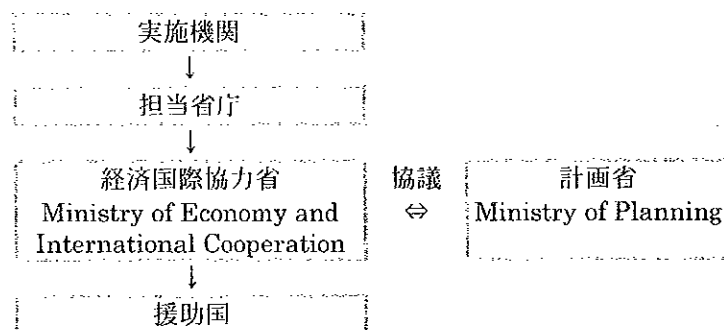 実施機関
↓
担当省庁
↓
経済国際協力省 協議 計画省
Ministry of Economy and ⇔ Ministry of Planning
International Cooperation
↓
援助国